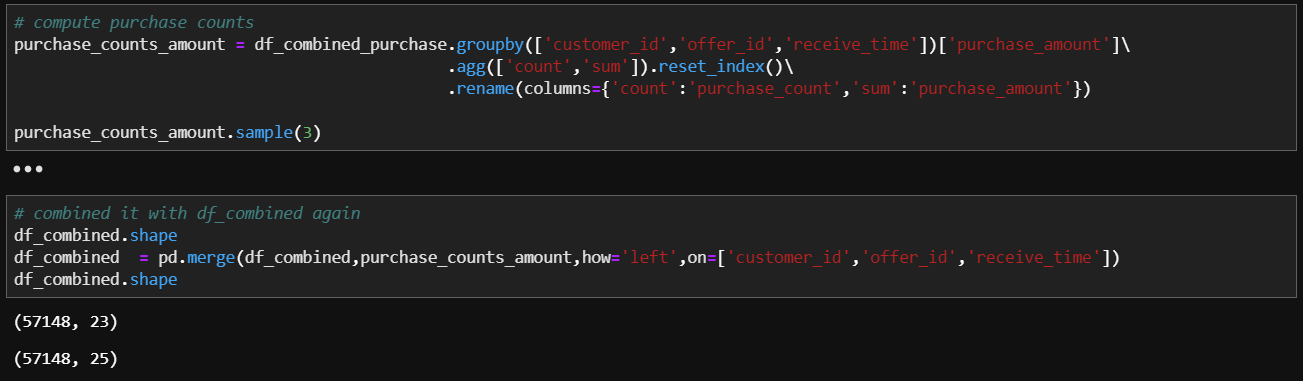 # compute purchase counts
purchase_counts_amount = df_combined_purchase.groupby(['customer_id','offer_id','receive_time'])['purchase_amount']\
.agg(['count','sum']).reset_index()\
.rename(columns={'count':'purchase_count','sum':'purchase_amount'})
purchase_counts_amount.sample(3)
•••
# combined it with df_combined again
df_combined.shape
df_combined  = pd.merge(df_combined,purchase_counts_amount,how='left',on=['customer_id','offer_id','receive_time'])
df_combined.shape
(57148, 23)
(57148, 25)